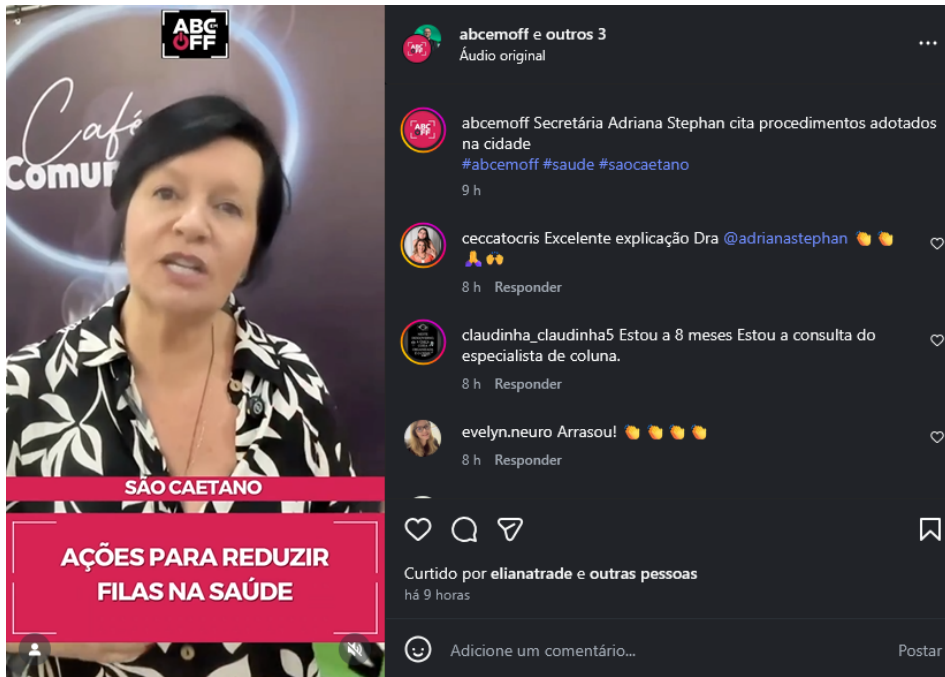 ABC EM
OFF
Café
Comu
SÃO CAETANO
AÇÕES PARA REDUZIR
FILAS NA SAÚDE
abcemoff e outros 3
Áudio original
abcemoff Secretária Adriana Stephan cita procedimentos adotados
na cidade
#abcemoff #saude #saocaetano
9 h
ceccatocris Excelente explicação Dra @adrianastephan 👏 👏
🙏 🙌
8 h Responder
claudinha_claudinha5 Estou a 8 meses Estou a consulta do
especialista de coluna.
8 h Responder
evelyn.neuro Arrasou! 👏 👏 👏 👏
8 h Responder
Curtido por elianatrade e outras pessoas
há 9 horas
Adicione um comentário...
Postar